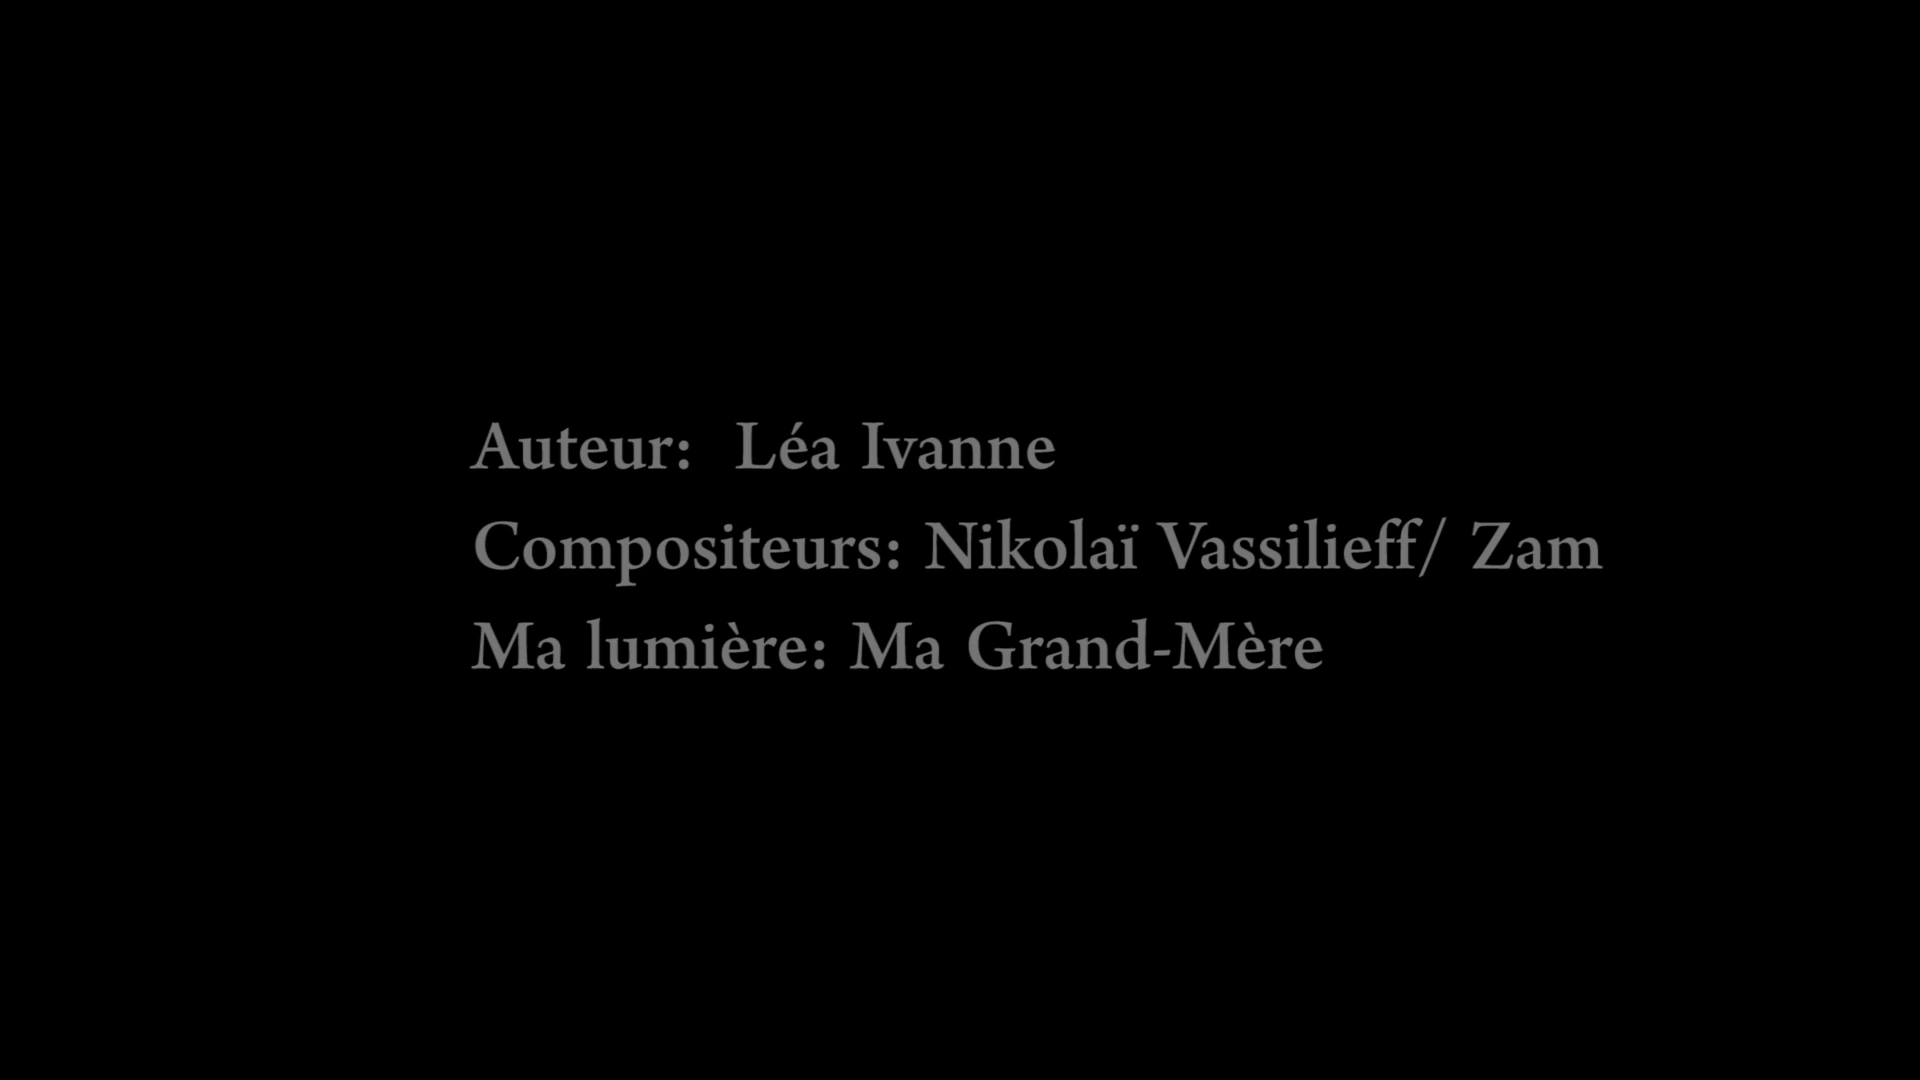 Auteur:  Léa Ivanne
Compositeurs: Nikolaï Vassilieff/ Zam
Ma lumière: Ma Grand-Mère